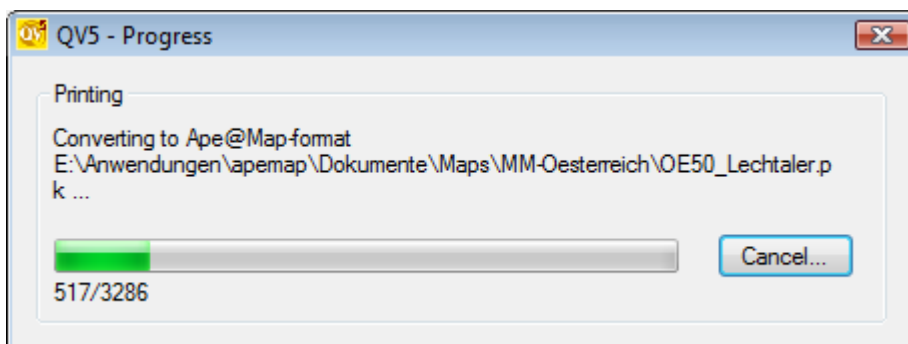 QV5 - Progress
Printing
Converting to Ape@Map-format
E:\Anwendungen\apemap\Dokumente\Maps\MM-Oesterreich\OE50_Lechtaler.p
k ...
Cancel...
517/3286